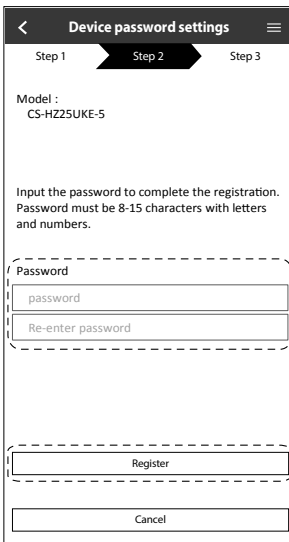 Device password settings
Step 1 Step 2 Step 3
Model :
CS-HZ25UKE-5
Input the password to complete the registration.
Password must be 8-15 characters with letters
and numbers.
Password
password
Re-enter password
Register
Cancel